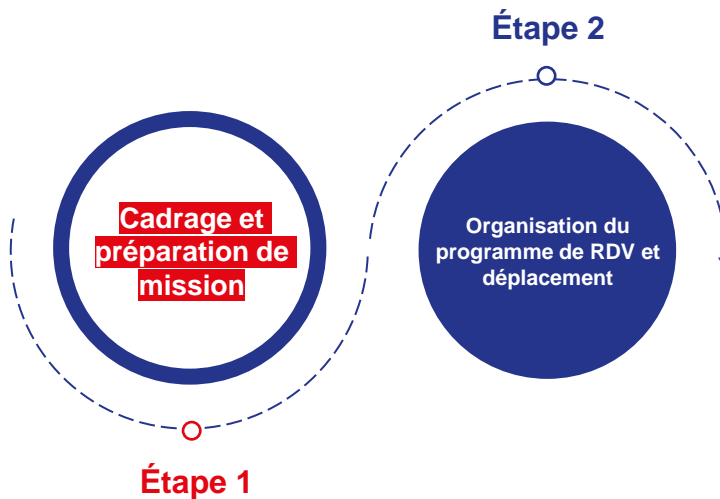 Étape 2
Cadrage et
préparation de
mission
Organisation du
programme de RDV et
déplacement
Étape 1